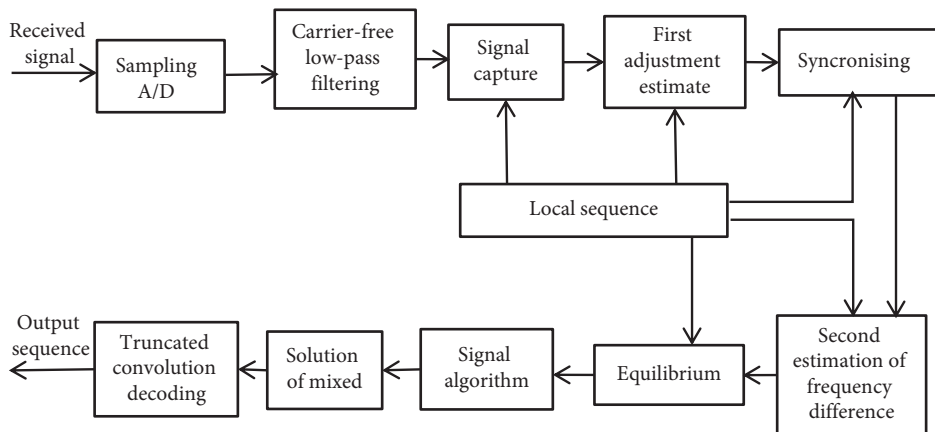 Received
signal
Sampling
A/D
Carrier-free
low-pass
filtering
Signal
capture
First
adjustment
estimate
Syncronising
Local sequence
Output
sequence
Truncated
convolution
decoding
Solution
of mixed
Signal
algorithm
Equilibrium
Second
estimation of
frequency
difference